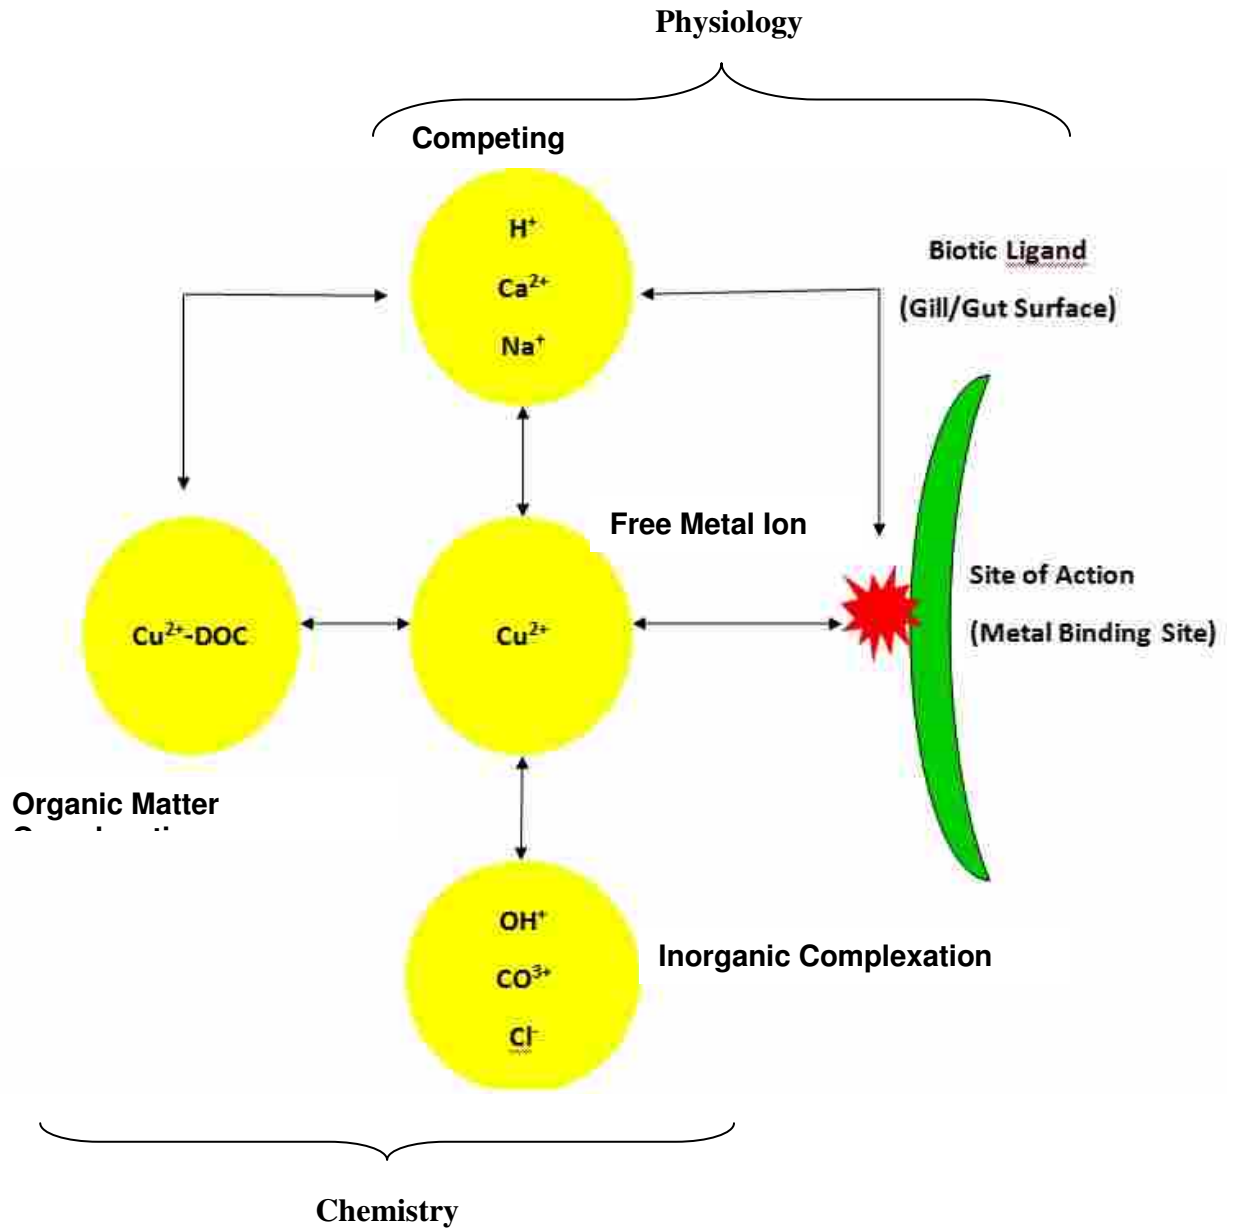 Physiology
Competing
H⁺
Ca²⁺
Na⁺
Biotic Ligand
(Gill/Gut Surface)
Free Metal Ion
Cu²⁺-DOC
Cu²⁺
Site of Action
(Metal Binding Site)
Organic Matter
OH⁺
CO³⁺
Cl⁻
Inorganic Complexation
Chemistry